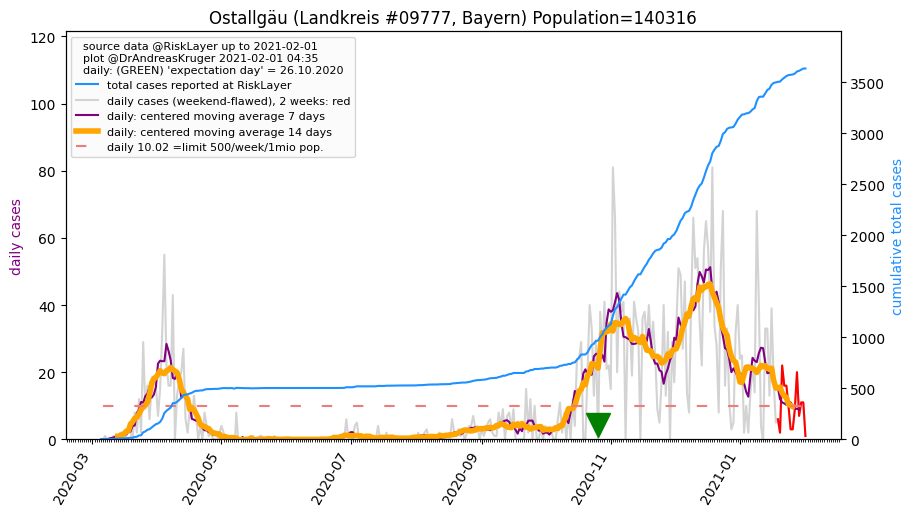 Ostallgäu (Landkreis #09777, Bayern) Population=140316
source data @RiskLayer up to 2021-02-01
plot @DrAndreasKruger 2021-02-01 04:35
daily: (GREEN) 'expectation day' = 26.10.2020
total cases reported at RiskLayer
daily cases (weekend-flawed), 2 weeks: red
daily: centered moving average 7 days
daily: centered moving average 14 days
daily 10.02 =limit 500/week/1mio pop.
daily cases
120
100
80
60
40
20
0
cumulative total cases
3500
3000
2500
2000
1500
1000
500
0
2020-03
2020-05
2020-07
2020-09
2020-11
2021-01